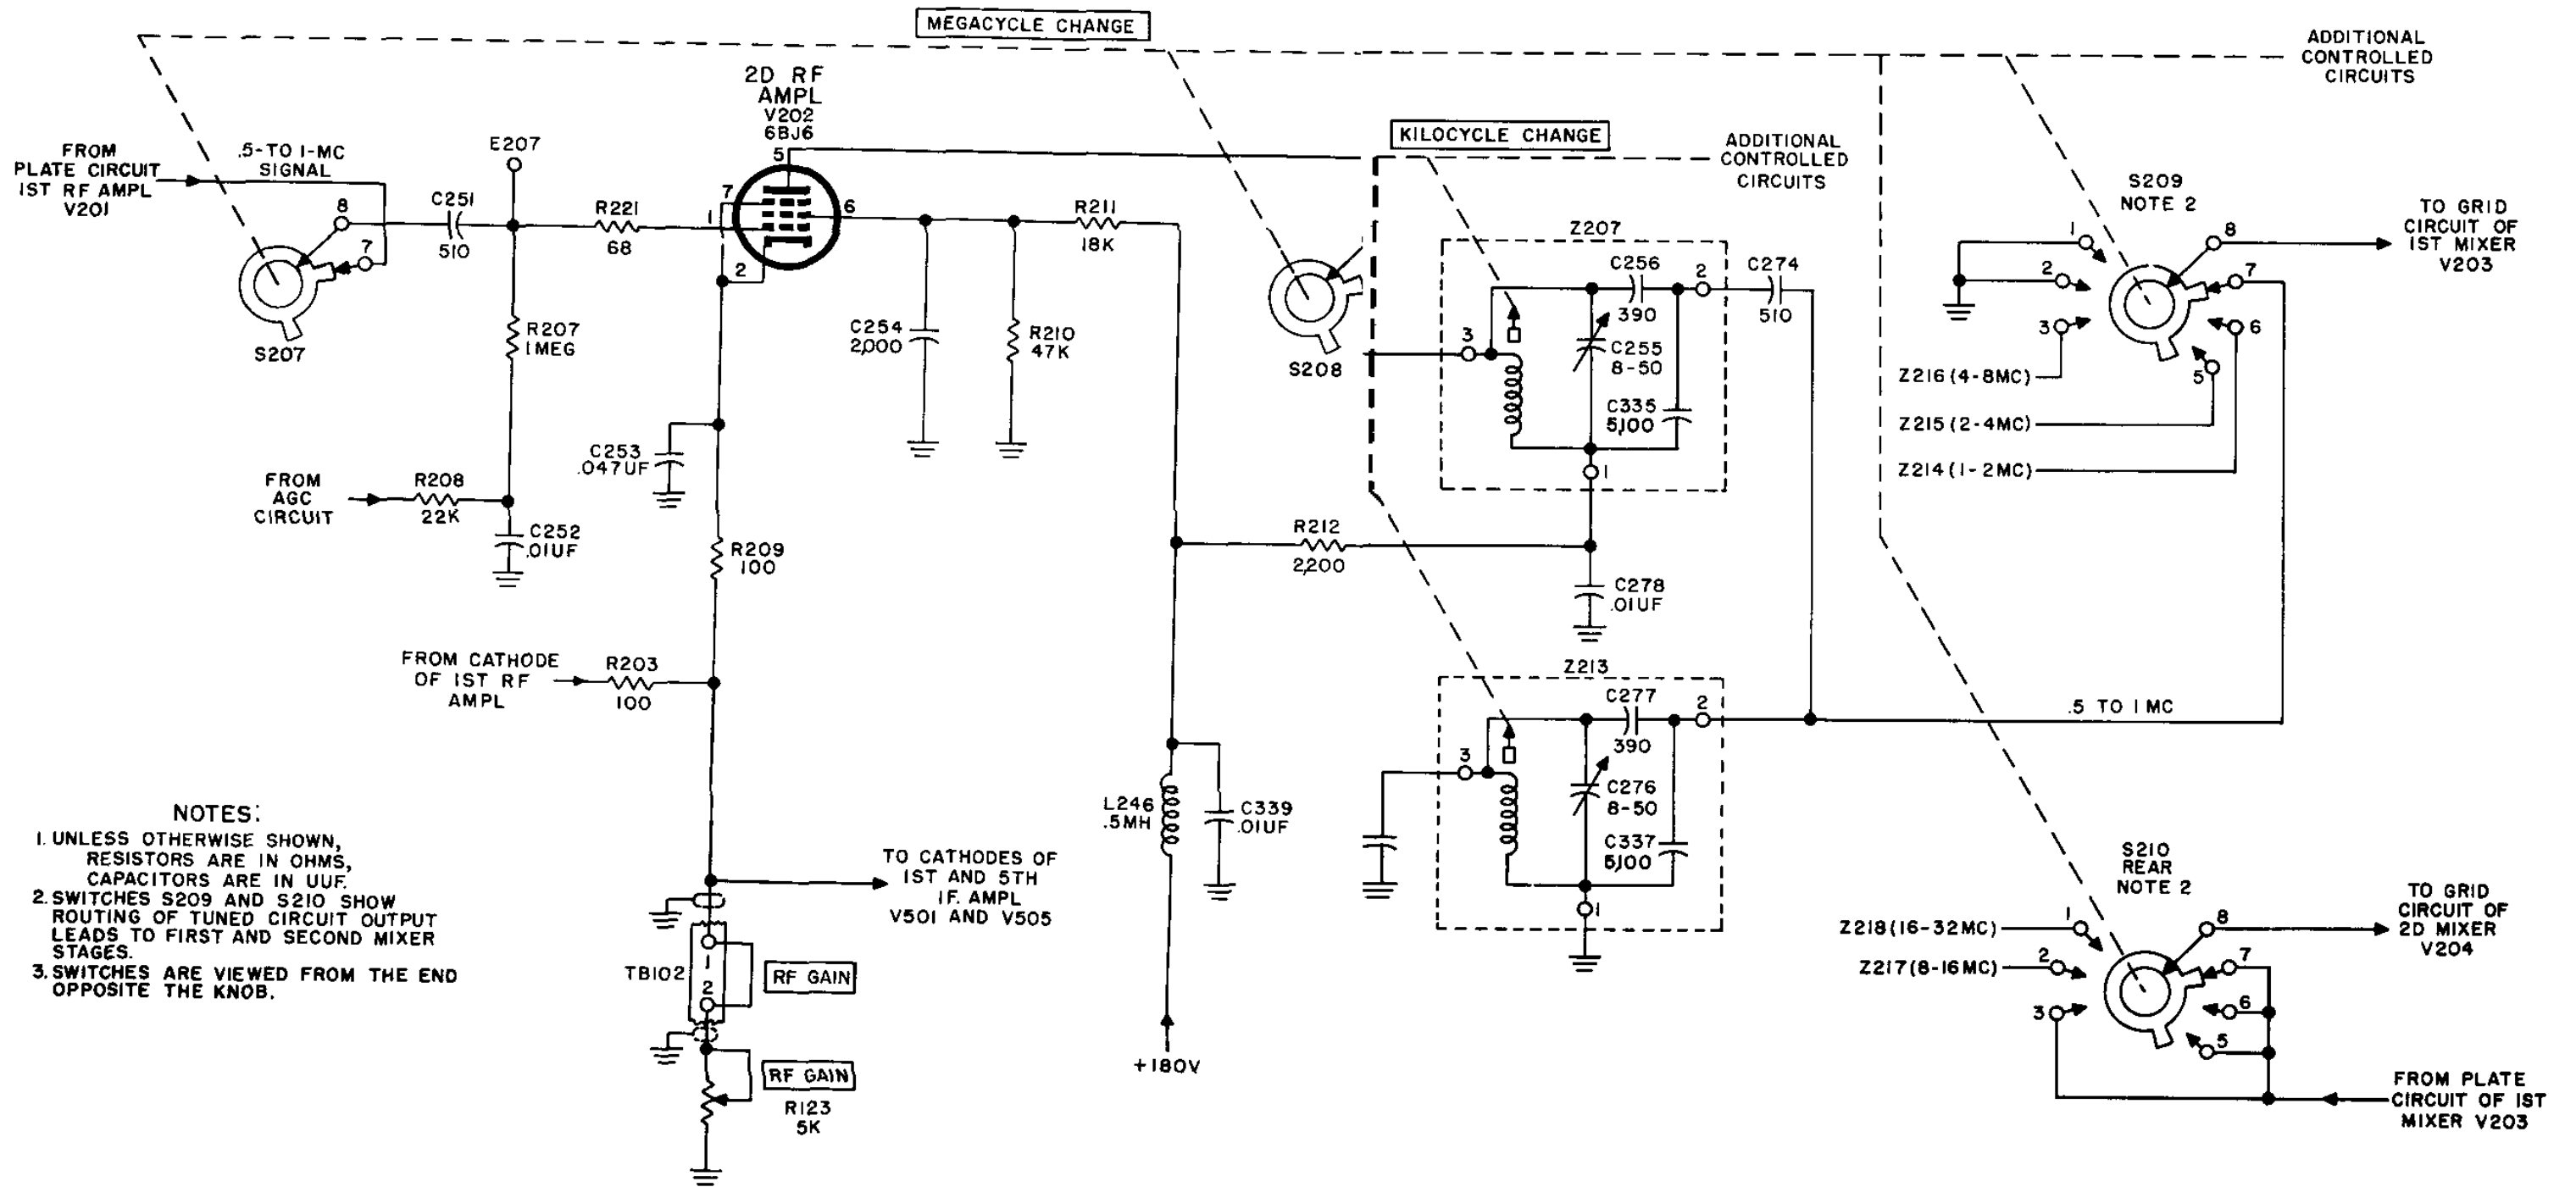 MEGACYCLE CHANGE
ADDITIONAL
CONTROLLED
CIRCUITS
2D RF
AMPL
V202
6BJ6
5
7
1
2
6
FROM
PLATE CIRCUIT
1ST RF AMPL
V201
.5-TO 1-MC
SIGNAL
8
7
S207
E207
C251
510
R221
68
R207
1MEG
FROM
AGC
CIRCUIT
R208
22K
C252
.01UF
C253
.047UF
R209
100
FROM CATHODE
OF 1ST RF
AMPL
R203
100
C254
2,000
R210
47K
R211
18K
KILOCYCLE CHANGE
ADDITIONAL
CONTROLLED
CIRCUITS
S208
Z207
C256
390
2
C274
510
3
C255
8-50
C335
5,100
1
R212
2,200
C278
.01UF
Z213
C277
390
2
3
C276
8-50
C337
5,100
1
.5 TO 1 MC
L246
.5MH
C339
.01UF
+180V
TO CATHODES OF
1ST AND 5TH
I.F. AMPL
V501 AND V505
TB102
1
2
RF GAIN
RF GAIN
R123
5K
S209
NOTE 2
1
2
3
8
7
6
5
TO GRID
CIRCUIT OF
1ST MIXER
V203
Z216 (4-8MC)
Z215 (2-4MC)
Z214 (1-2MC)
S210
REAR
NOTE 2
1
2
3
8
7
6
5
Z218 (16-32MC)
Z217 (8-16MC)
TO GRID
CIRCUIT OF
2D MIXER
V204
FROM PLATE
CIRCUIT OF 1ST
MIXER V203
NOTES:
1. UNLESS OTHERWISE SHOWN,
RESISTORS ARE IN OHMS,
CAPACITORS ARE IN UUF.
2. SWITCHES S209 AND S210 SHOW
ROUTING OF TUNED CIRCUIT OUTPUT
LEADS TO FIRST AND SECOND MIXER
STAGES.
3. SWITCHES ARE VIEWED FROM THE END
OPPOSITE THE KNOB.